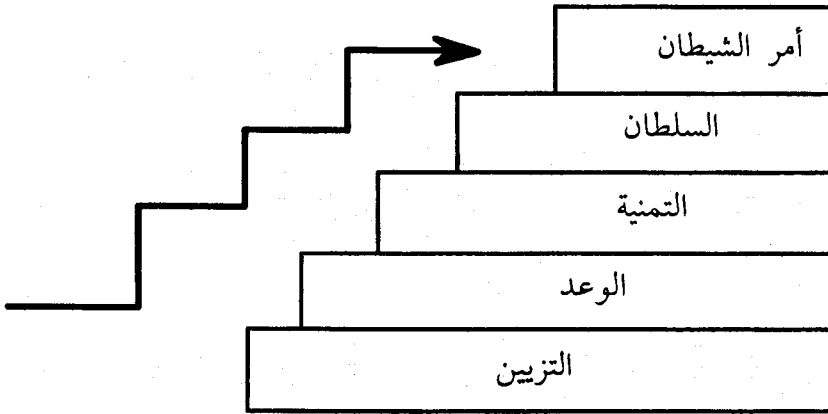 أمر الشيطان
السلطان
التمنية
الوعد
التزيين